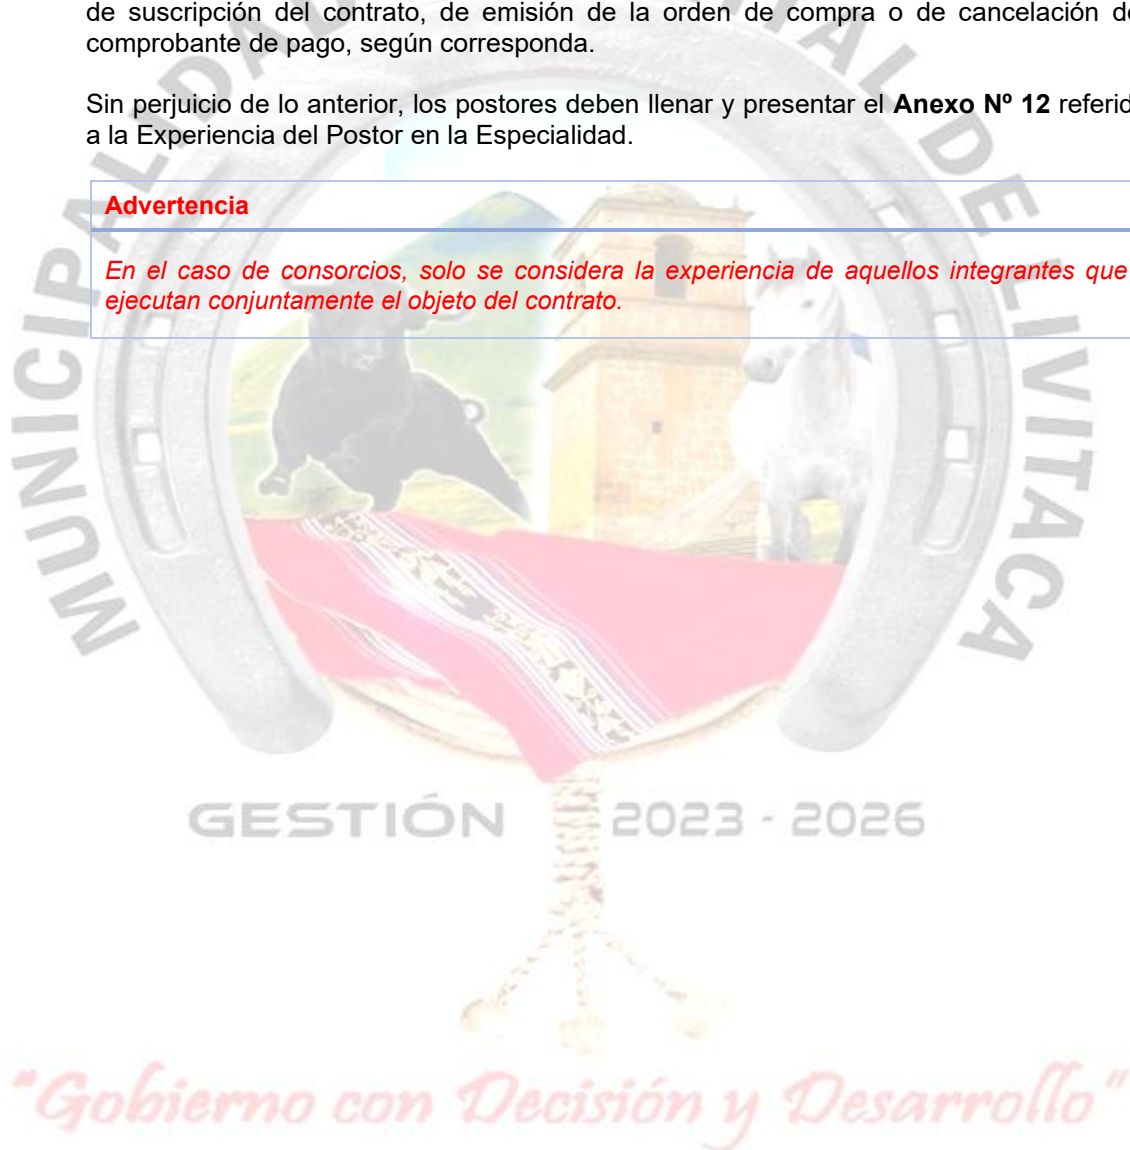 de suscripción del contrato, de emisión de la orden de compra o de cancelación de
comprobante de pago, según corresponda.
Sin perjuicio de lo anterior, los postores deben llenar y presentar el Anexo Nº 12 referid
a la Experiencia del Postor en la Especialidad.
Advertencia
En el caso de consorcios, solo se considera la experiencia de aquellos integrantes que
ejecutan conjuntamente el objeto del contrato.
MUNICIPALIDAD
AL DE LIVITACA
GESTIÓN 2023 - 2026
"Gobierno con Decisión y Desarrollo"